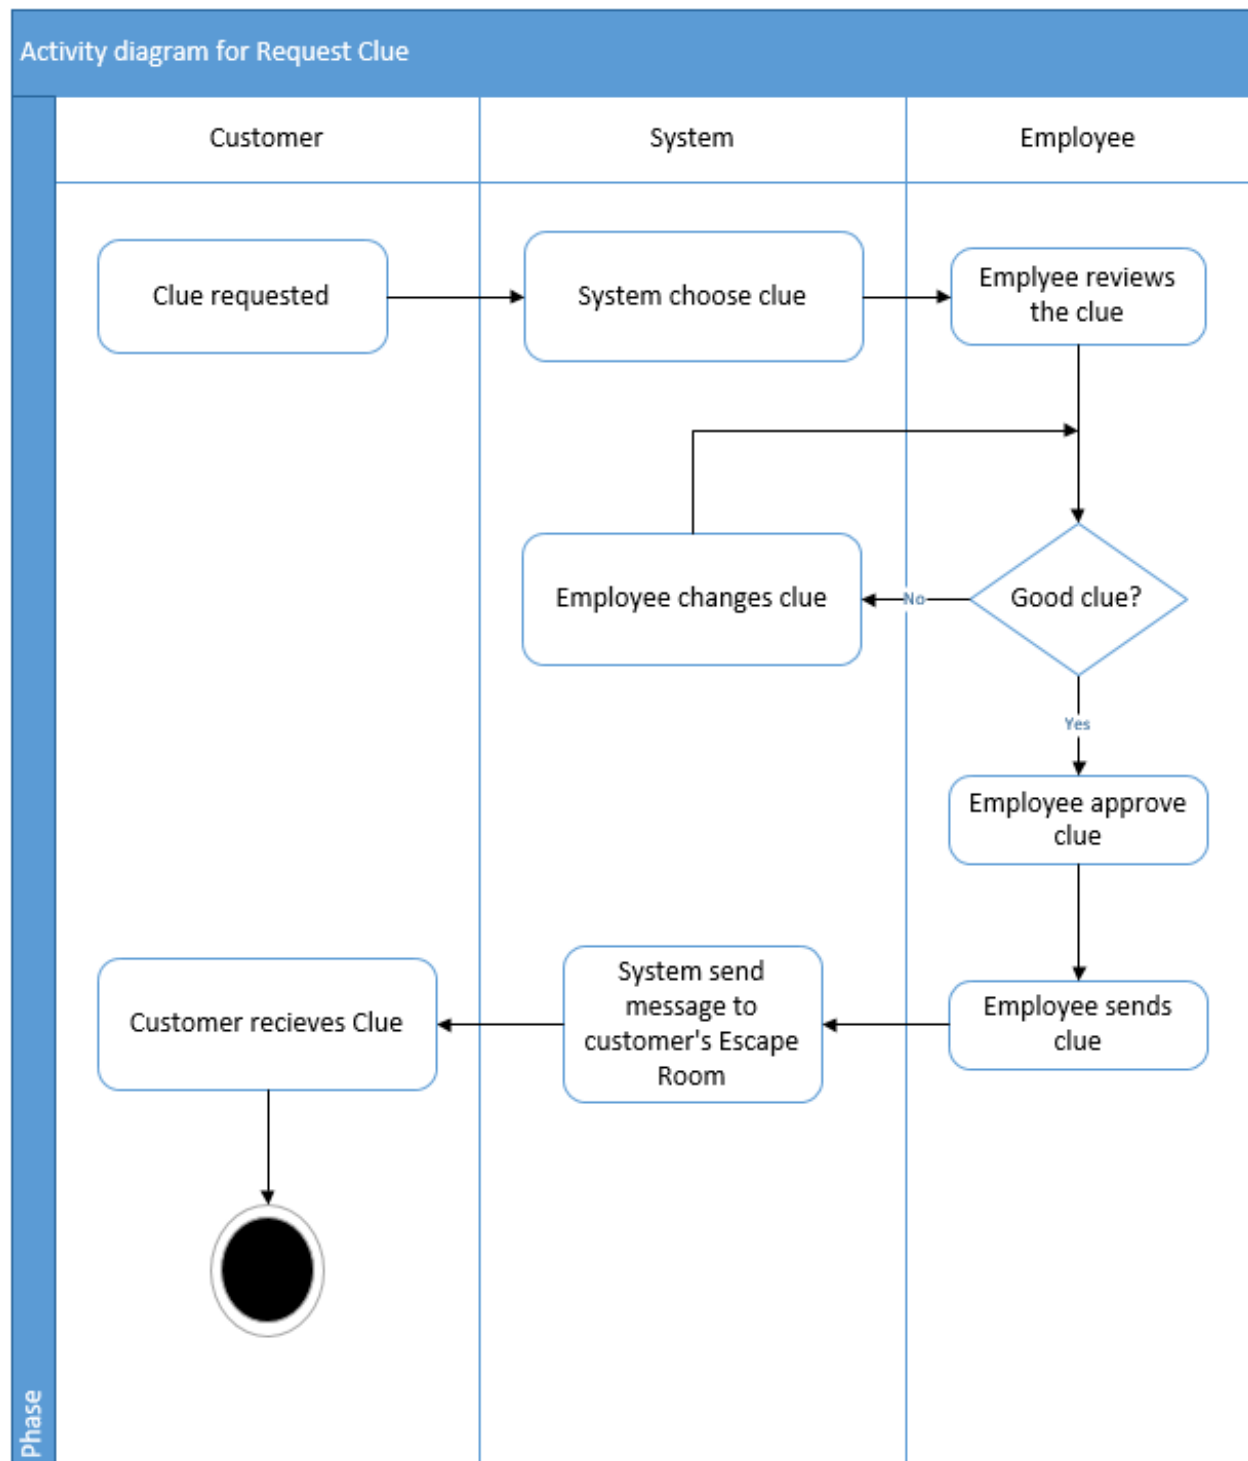 Activity diagram for Request Clue
Customer
System
Employee
Clue requested
System choose clue
Emplyee reviews
the clue
Employee changes clue
No
Good clue?
Yes
Employee approve
clue
Customer recieves Clue
System send
message to
customer's Escape
Room
Employee sends
clue
Phase